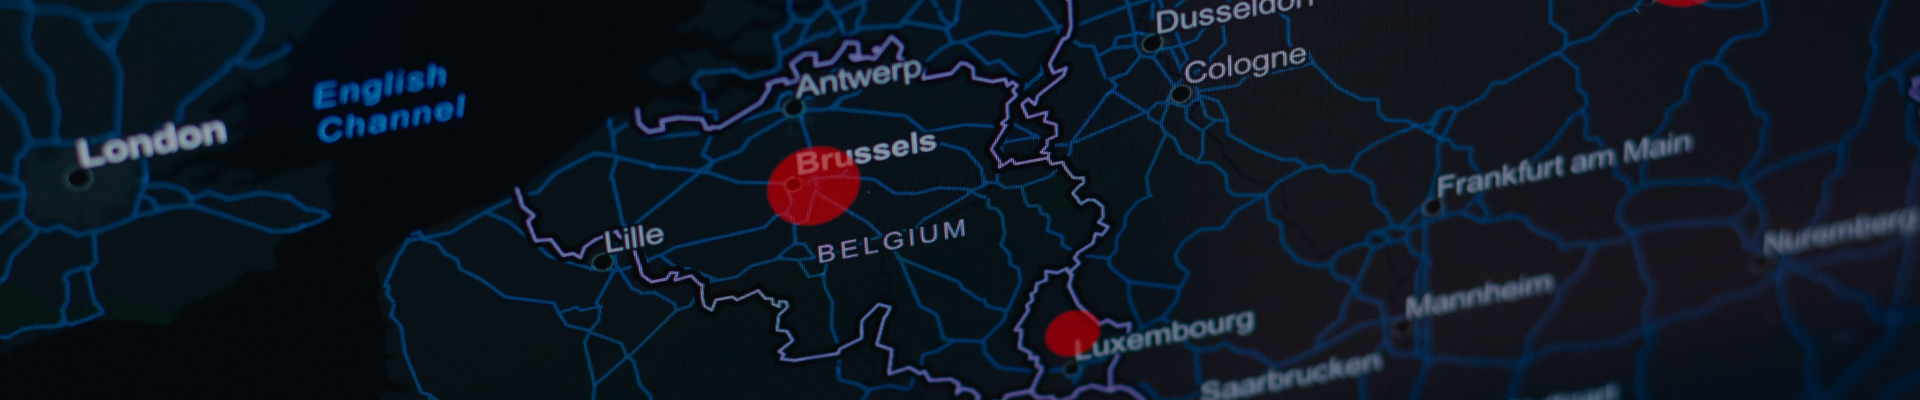 Dusseldorf
Cologne
English
Channel
Antwerp
London
Brussels
Frankfurt am Main
Lille
BELGIUM
Nuremberg
Mannheim
Luxembourg
Saarbrucken